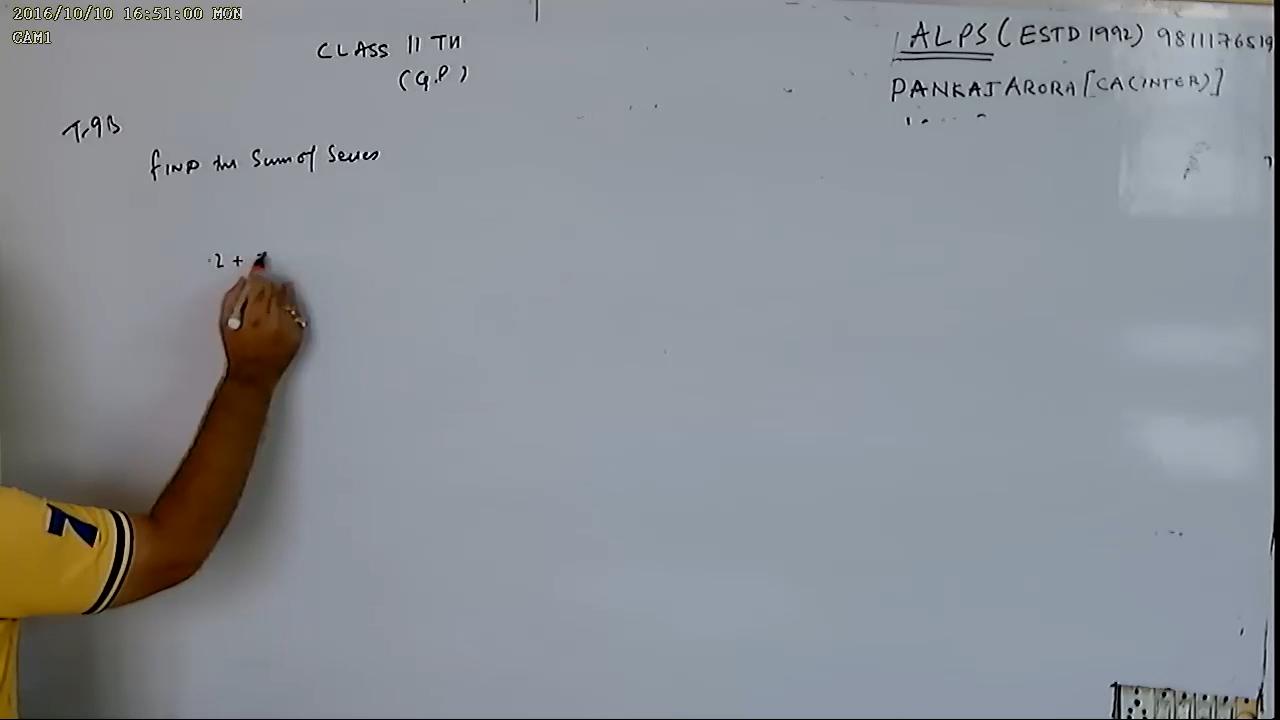 2016/10/10 16:51:00 MON
CAM1
CLASS 11 TH
(G.P)
ALPS (ESTD 1992) 9811176519
PANKAJ ARORA [CA(INTER)]
T-9B
FIND the Sum of Series
.2 +
7